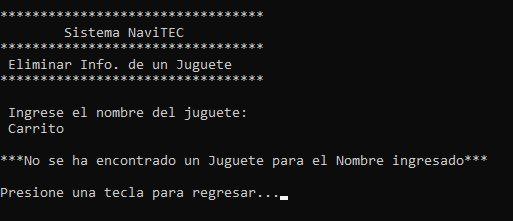 *********************************
Sistema NaviTEC
*********************************
Eliminar Info. de un Juguete
*********************************
Ingrese el nombre del juguete:
Carrito
***No se ha encontrado un Juguete para el Nombre ingresado***
Presione una tecla para regresar...